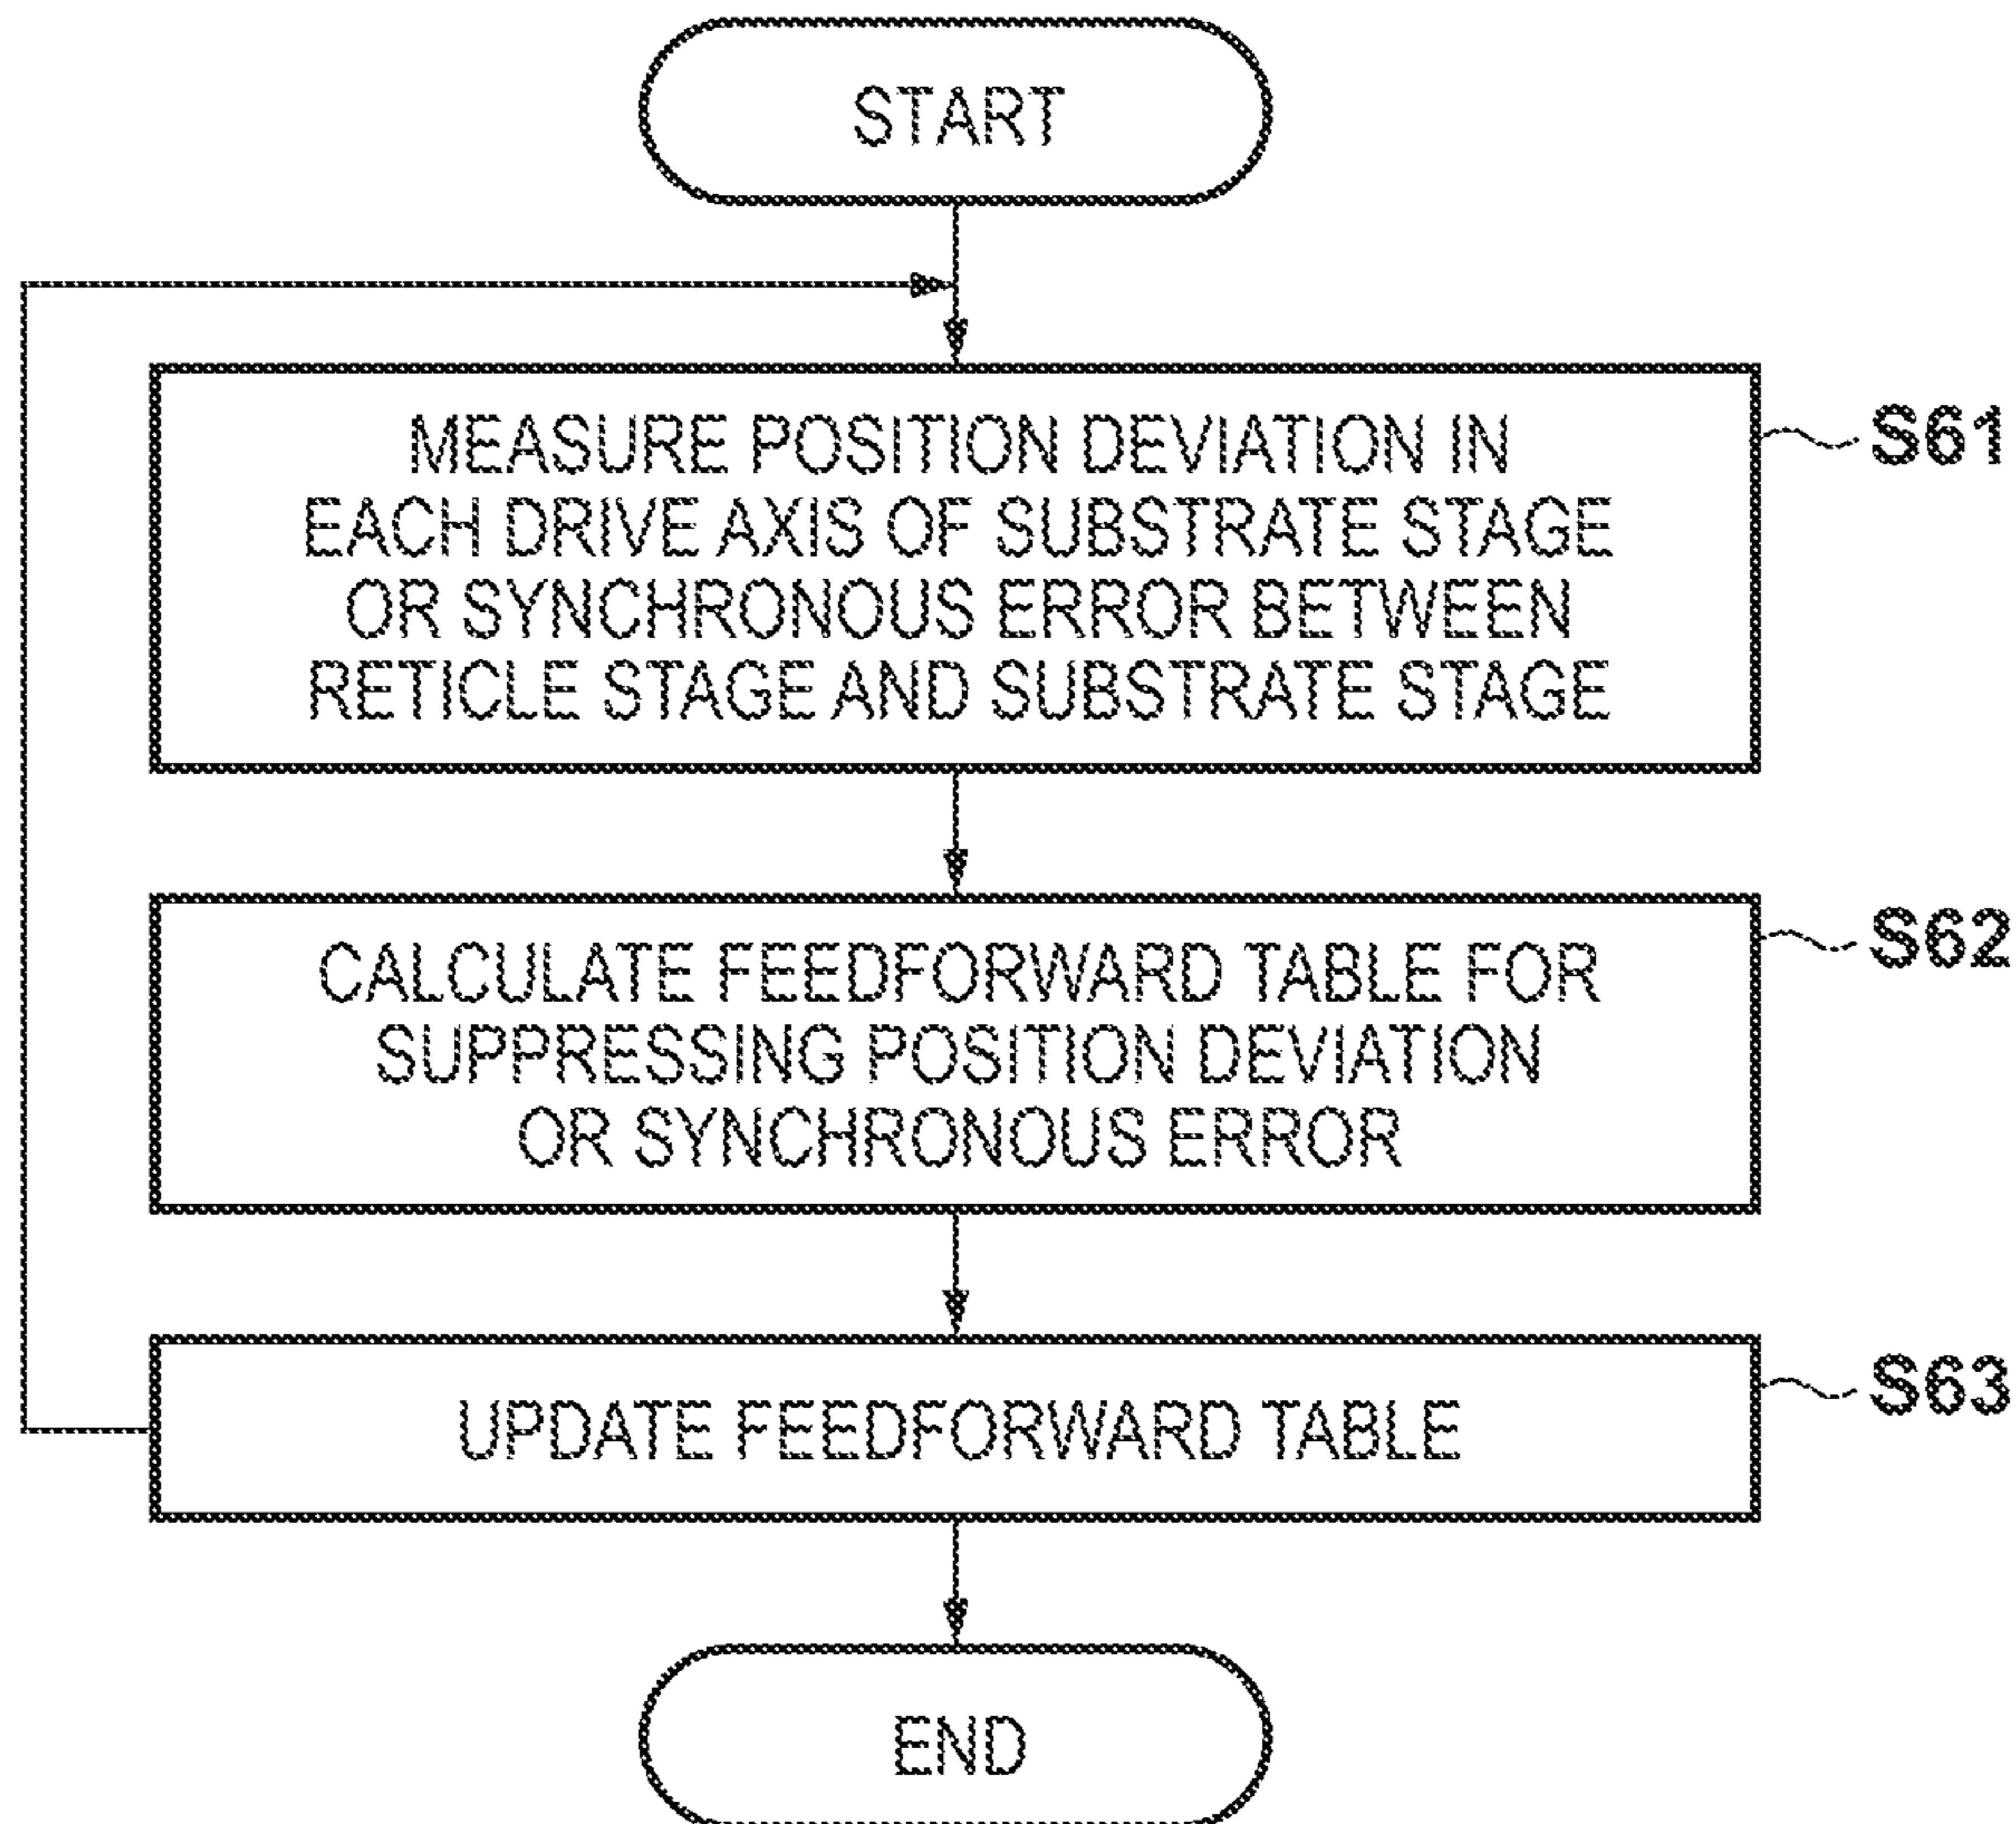 START
MEASURE POSITION DEVIATION IN
EACH DRIVE AXIS OF SUBSTRATE STAGE
OR SYNCHRONOUS ERROR BETWEEN
RETICLE STAGE AND SUBSTRATE STAGE
S61
CALCULATE FEEDFORWARD TABLE FOR
SUPPRESSING POSITION DEVIATION
OR SYNCHRONOUS ERROR
S62
UPDATE FEEDFORWARD TABLE
S63
END